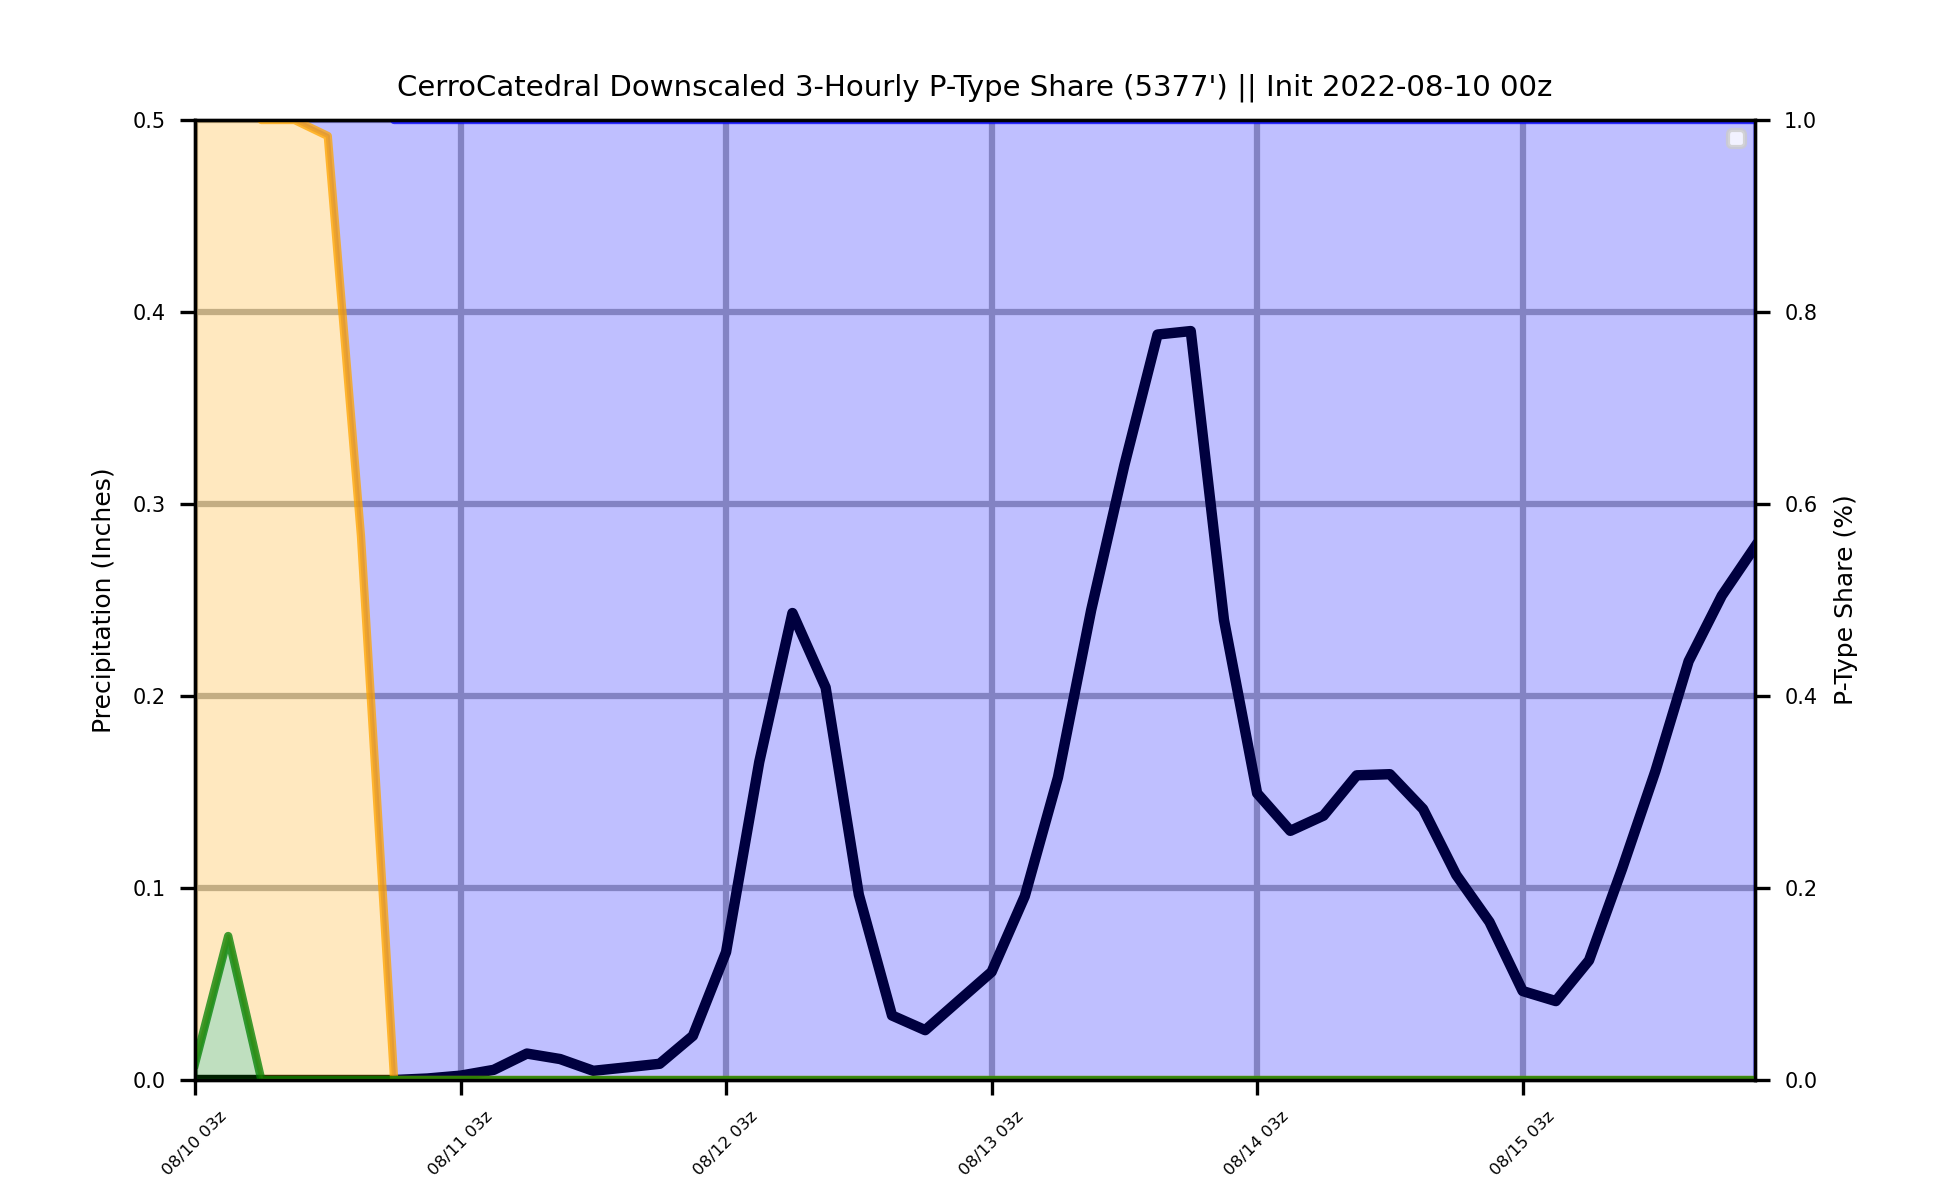 CerroCatedral Downscaled 3-Hourly P-Type Share (5377') || Init 2022-08-10 00z
0.5
0.4
0.3
0.2
0.1
0.0
Precipitation (Inches)
1.0
0.8
0.6
0.4
0.2
0.0
P-Type Share (%)
08/10 03z
08/11 03z
08/12 03z
08/13 03z
08/14 03z
08/15 03z